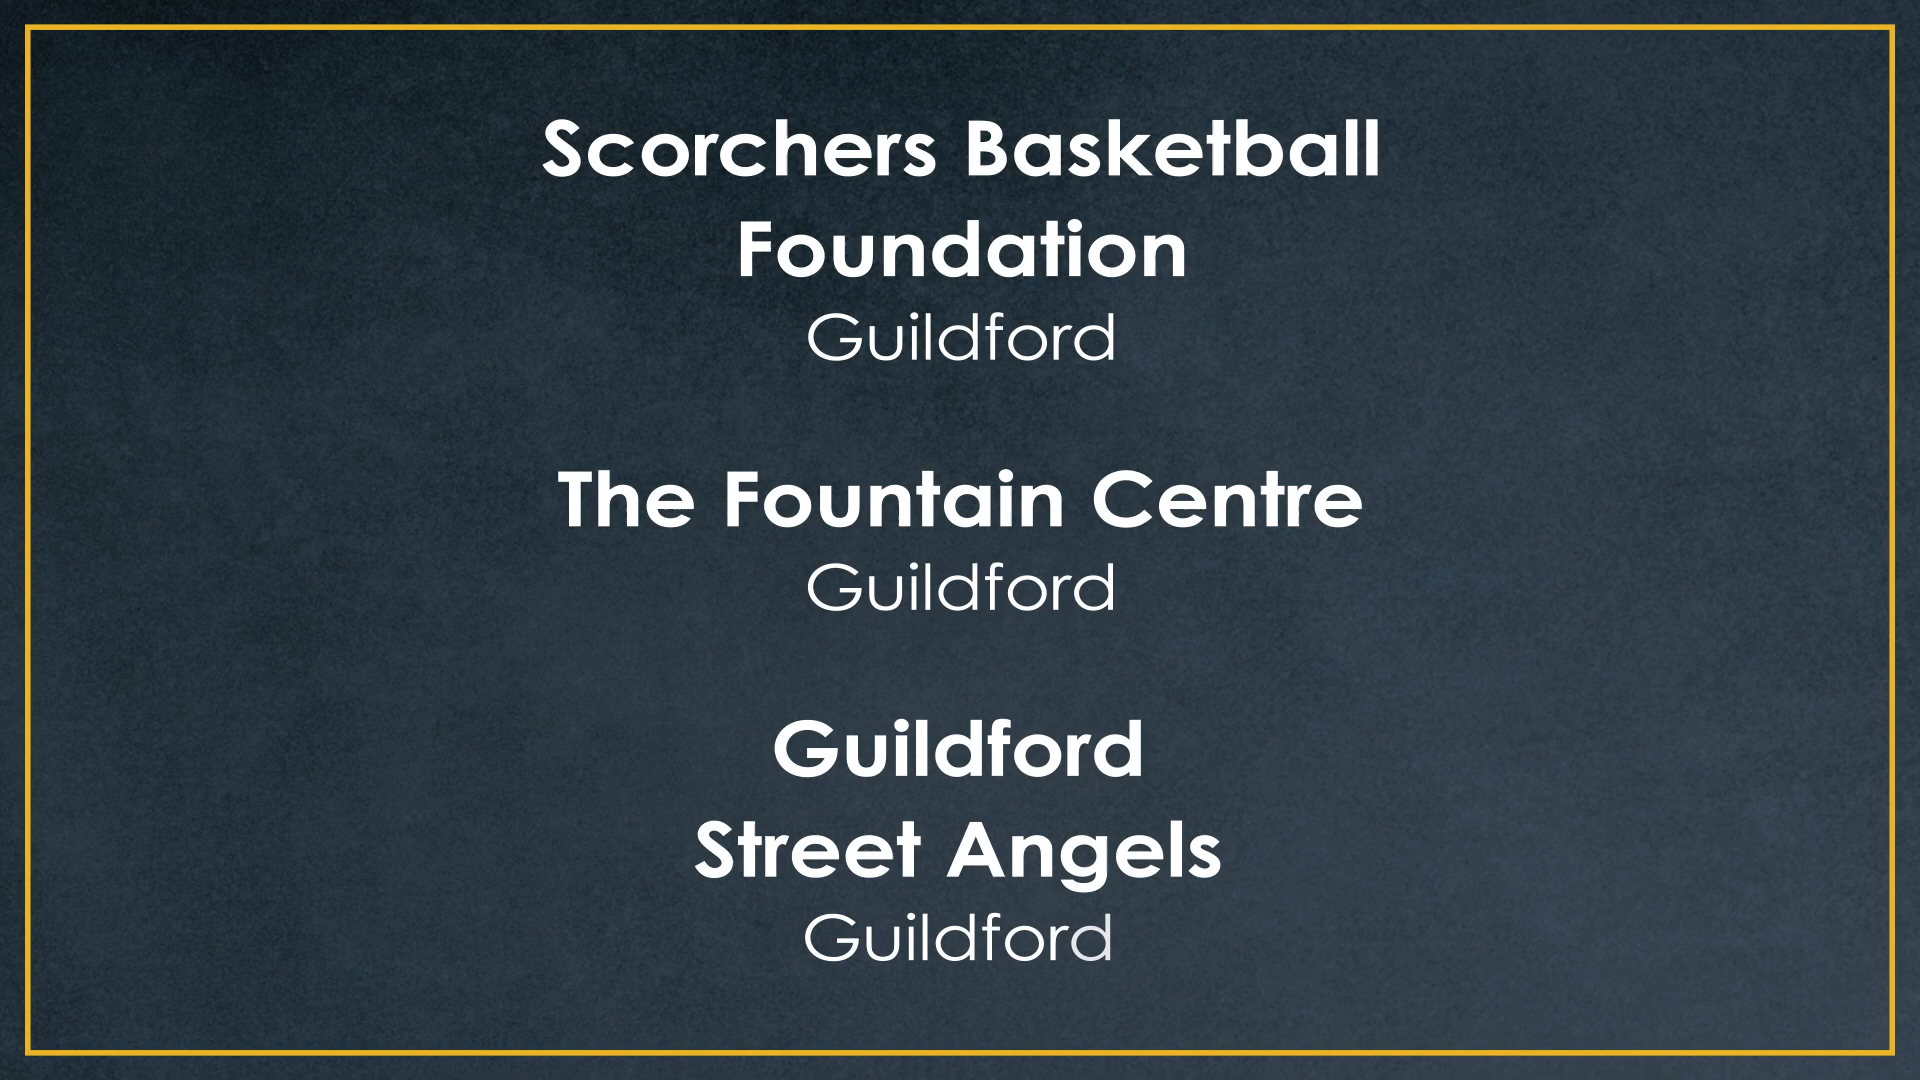 Scorchers Basketball
Foundation
Guildford
The Fountain Centre
Guildford
Guildford
Street Angels
Guildford